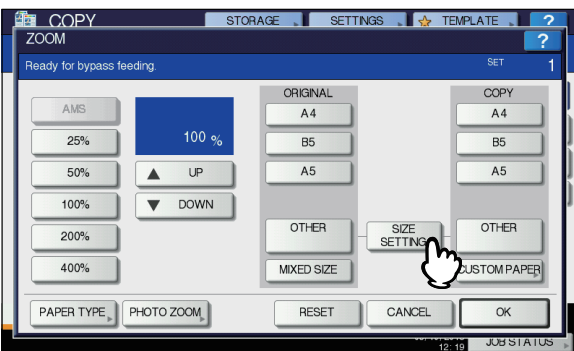 COPY
STORAGE
SETTINGS
TEMPLATE
?
ZOOM
?
Ready for bypass feeding.
SET 1
ORIGINAL
COPY
AMS
25%
50%
100%
200%
400%
100 %
UP
DOWN
A4
B5
A5
OTHER
MIXED SIZE
SIZE
SETTING
A4
B5
A5
OTHER
CUSTOM PAPER
PAPER TYPE
PHOTO ZOOM
RESET
CANCEL
OK
12:19
JOB STATUS